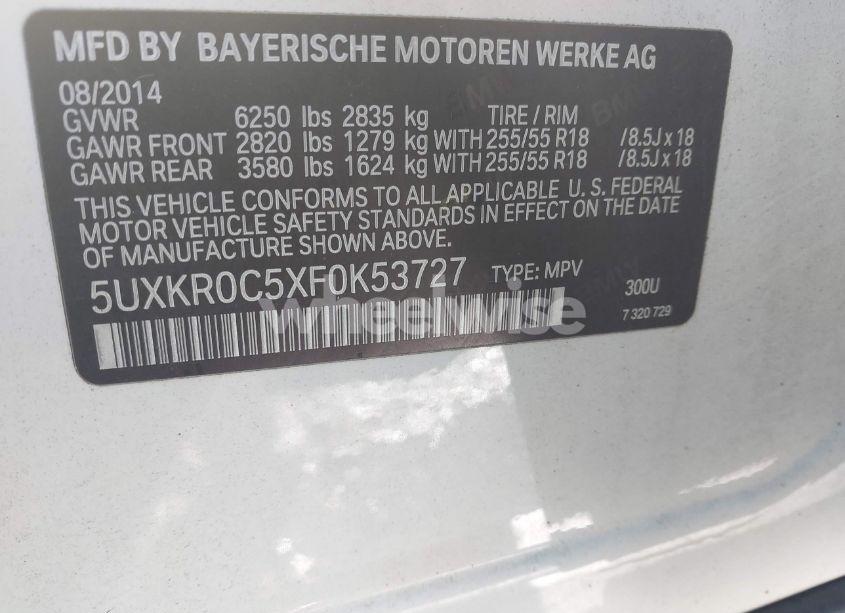 MFD BY BAYERISCHE MOTOREN WERKE AG
08/2014
GVWR 6250 lbs 2835 kg TIRE / RIM
GAWR FRONT 2820 lbs 1279 kg WITH 255/55 R18 /8.5J x 18
GAWR REAR 3580 lbs 1624 kg WITH 255/55 R18 /8.5J x 18
THIS VEHICLE CONFORMS TO ALL APPLICABLE U. S. FEDERAL
MOTOR VEHICLE SAFETY STANDARDS IN EFFECT ON THE DATE
OF MANUFACTURE SHOWN ABOVE.
5UXKR0C5XF0K53727 TYPE: MPV 300U
wheelwise
7 320 729